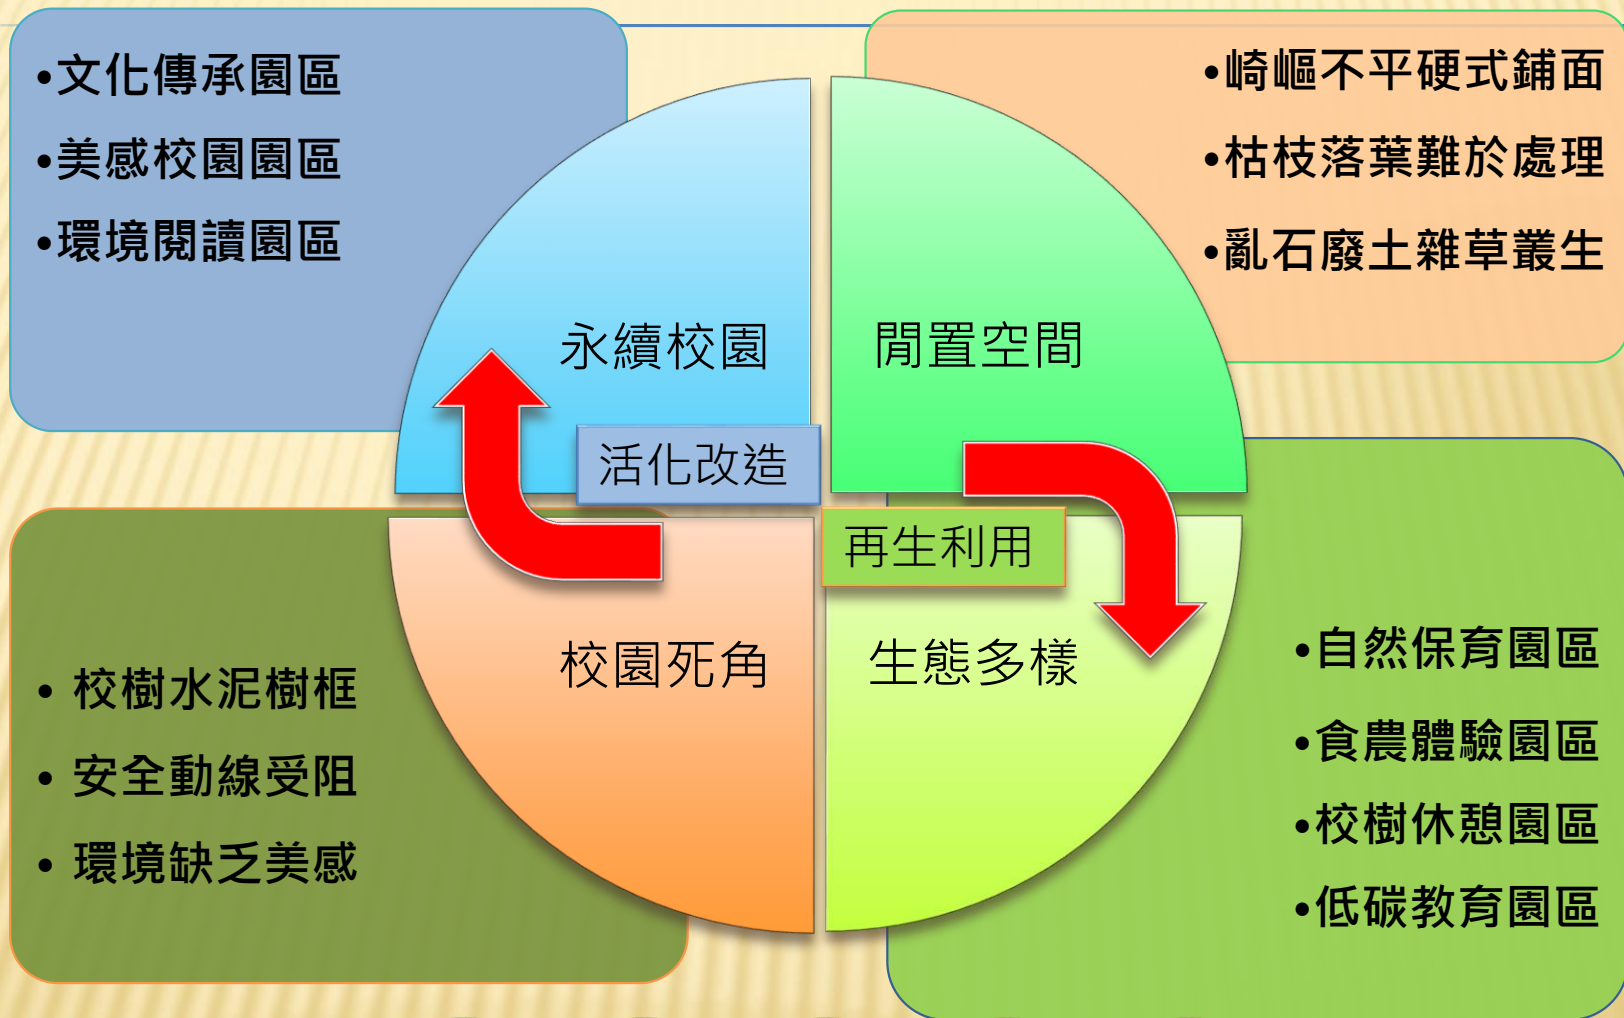 •文化傳承園區
•美感校園園區
•環境閱讀園區
•崎嶇不平硬式鋪面
•枯枝落葉難於處理
•亂石廢土雜草叢生
永續校園
閒置空間
活化改造
再生利用
校園死角
生態多樣
• 校樹水泥樹框
• 安全動線受阻
• 環境缺乏美感
•自然保育園區
•食農體驗園區
•校樹休憩園區
•低碳教育園區